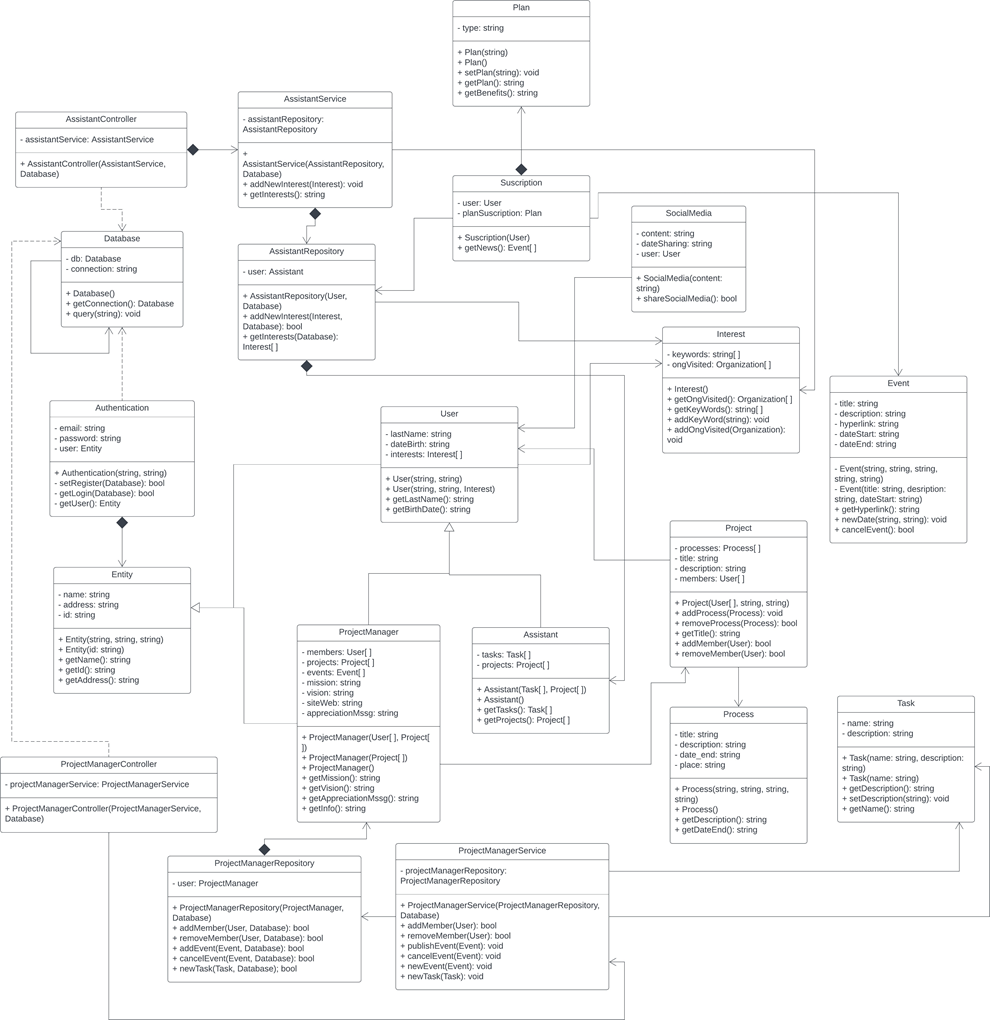 Plan
- type: string
+ Plan(string)
+ Plan()
+ setPlan(string): void
+ getPlan(): string
+ getBenefits(): string
AssistantController
- assistantService: AssistantService
+ AssistantController(AssistantService,
Database)
AssistantService
- assistantRepository:
AssistantRepository
+
AssistantService(AssistantRepository,
Database)
+ addNewInterest(Interest): void
+ getInterests(): string
Suscription
- user: User
- planSuscription: Plan
+ Suscription(User)
+ getNews(): Event[ ]
SocialMedia
- content: string
- dateSharing: string
- user: User
+ SocialMedia(content:
string)
+ shareSocialMedia(): bool
Database
- db: Database
- connection: string
+ Database()
+ getConnection(): Database
+ query(string): void
AssistantRepository
- user: Assistant
+ AssistantRepository(User,
Database)
+ addNewInterest(Interest,
Database): bool
+ getInterests(Database):
Interest[ ]
Interest
- keywords: string[ ]
- ongVisited: Organization[ ]
+ Interest()
+ getOngVisited(): Organization[ ]
+ getKeyWords(): string[ ]
+ addKeyWord(string): void
+ addOngVisited(Organization):
void
Event
- title: string
- description: string
- hyperlink: string
- dateStart: string
- dateEnd: string
- Event(string, string, string,
string, string)
- Event(title: string, desription:
string, dateStart: string)
+ getHyperlink(): string
+ newDate(string, string): void
+ cancelEvent(): bool
Authentication
- email: string
- password: string
- user: Entity
+ Authentication(string, string)
- setRegister(Database): bool
- getLogin(Database): bool
- getUser(): Entity
User
- lastName: string
- dateBirth: string
- interests: Interest[ ]
+ User(string, string)
+ User(string, string, Interest)
+ getLastName(): string
+ getBirthDate(): string
Project
- processes: Process[ ]
- title: string
- description: string
- members: User[ ]
+ Project(User[ ], string, string)
+ addProcess(Process): void
+ removeProcess(Process): bool
+ getTitle(): string
+ addMember(User): bool
+ removeMember(User): bool
Entity
- name: string
- address: string
- id: string
+ Entity(string, string, string)
+ Entity(id: string)
+ getName(): string
+ getId(): string
+ getAddress(): string
ProjectManager
- members: User[ ]
- projects: Project[ ]
- events: Event[ ]
- mission: string
- vision: string
- siteWeb: string
- appreciationMssg: string
+ ProjectManager(User[ ], Project[
])
+ ProjectManager(Project[ ])
+ ProjectManager()
+ getMission(): string
+ getVision(): string
+ getAppreciationMssg(): string
+ getInfo(): string
Assistant
- tasks: Task[ ]
- projects: Project[ ]
+ Assistant(Task[ ], Project[ ])
+ Assistant()
+ getTasks(): Task[ ]
+ getProjects(): Project[ ]
Process
- title: string
- description: string
- date_end: string
- place: string
+ Process(string, string, string,
string)
+ Process()
+ getDescription(): string
+ getDateEnd(): string
Task
- name: string
- description: string
+ Task(name: string, description:
string)
+ Task(name: string)
+ getDescription(): string
+ setDescription(string): void
+ getName(): string
ProjectManagerController
- projectManagerService: ProjectManagerService
+ ProjectManagerController(ProjectManagerService,
Database)
ProjectManagerRepository
- user: ProjectManager
+ ProjectManagerRepository(ProjectManager,
Database)
+ addMember(User, Database): bool
+ removeMember(User, Database): bool
+ addEvent(Event, Database): bool
+ cancelEvent(Event, Database): bool
+ newTask(Task, Database); bool
ProjectManagerService
- projectManagerRepository:
ProjectManagerRepository
+ ProjectManagerService(ProjectManagerRepository,
Database)
+ addMember(User): bool
+ removeMember(User): bool
+ publishEvent(Event): void
+ cancelEvent(Event): void
+ newEvent(Event): void
+ newTask(Task): void